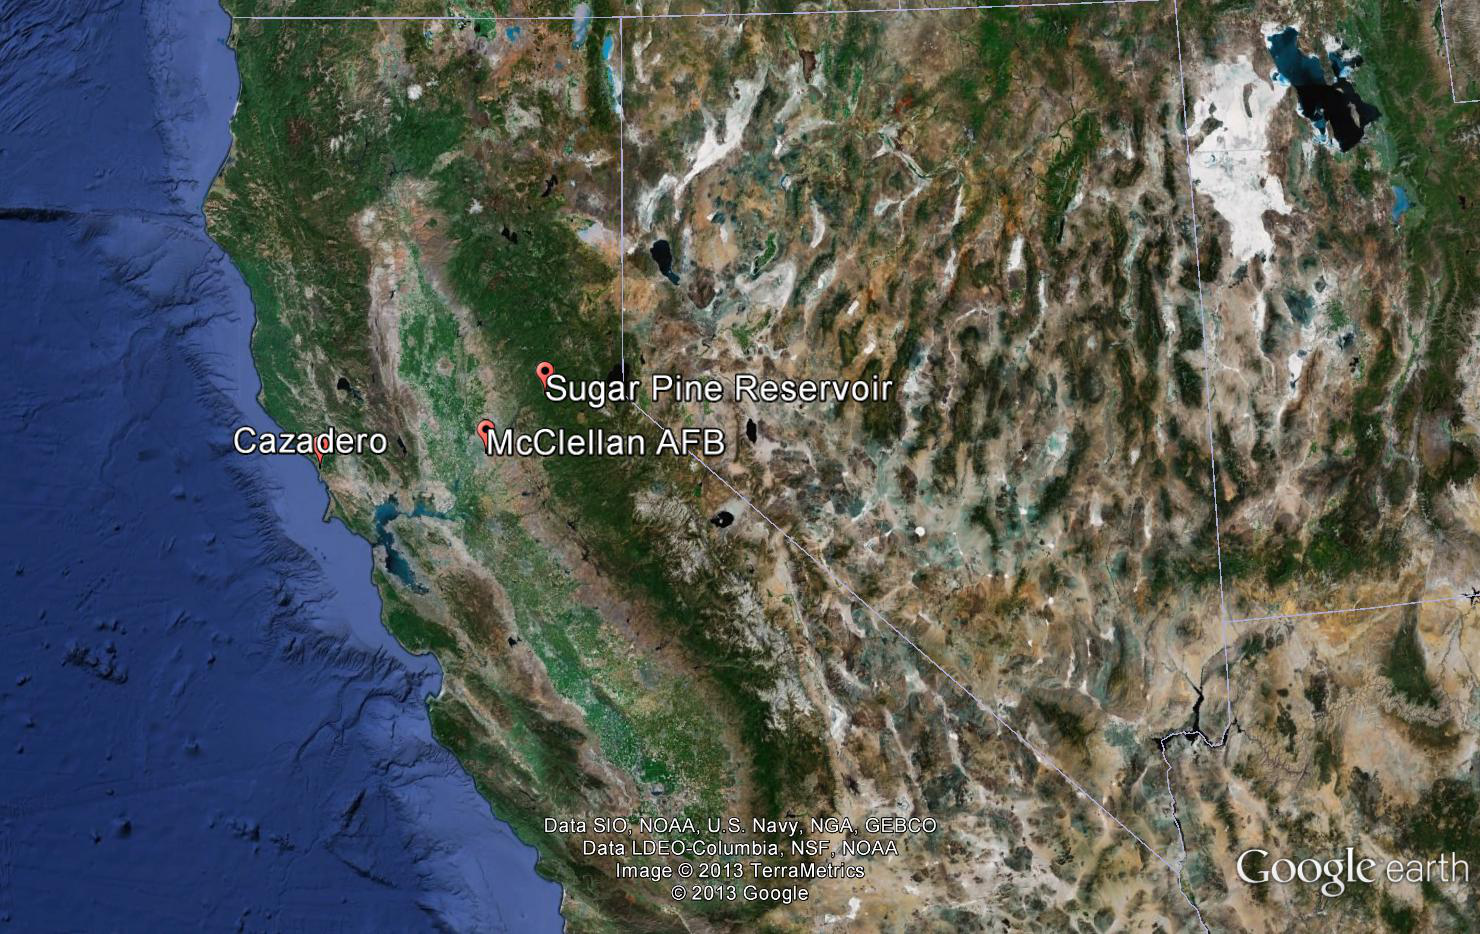 Sugar Pine Reservoir
Cazadero
McClellan AFB
Data SIO, NOAA, U.S. Navy, NGA, GEBCO
Data LDEO-Columbia, NSF, NOAA
Image © 2013 TerraMetrics
© 2013 Google
Google earth